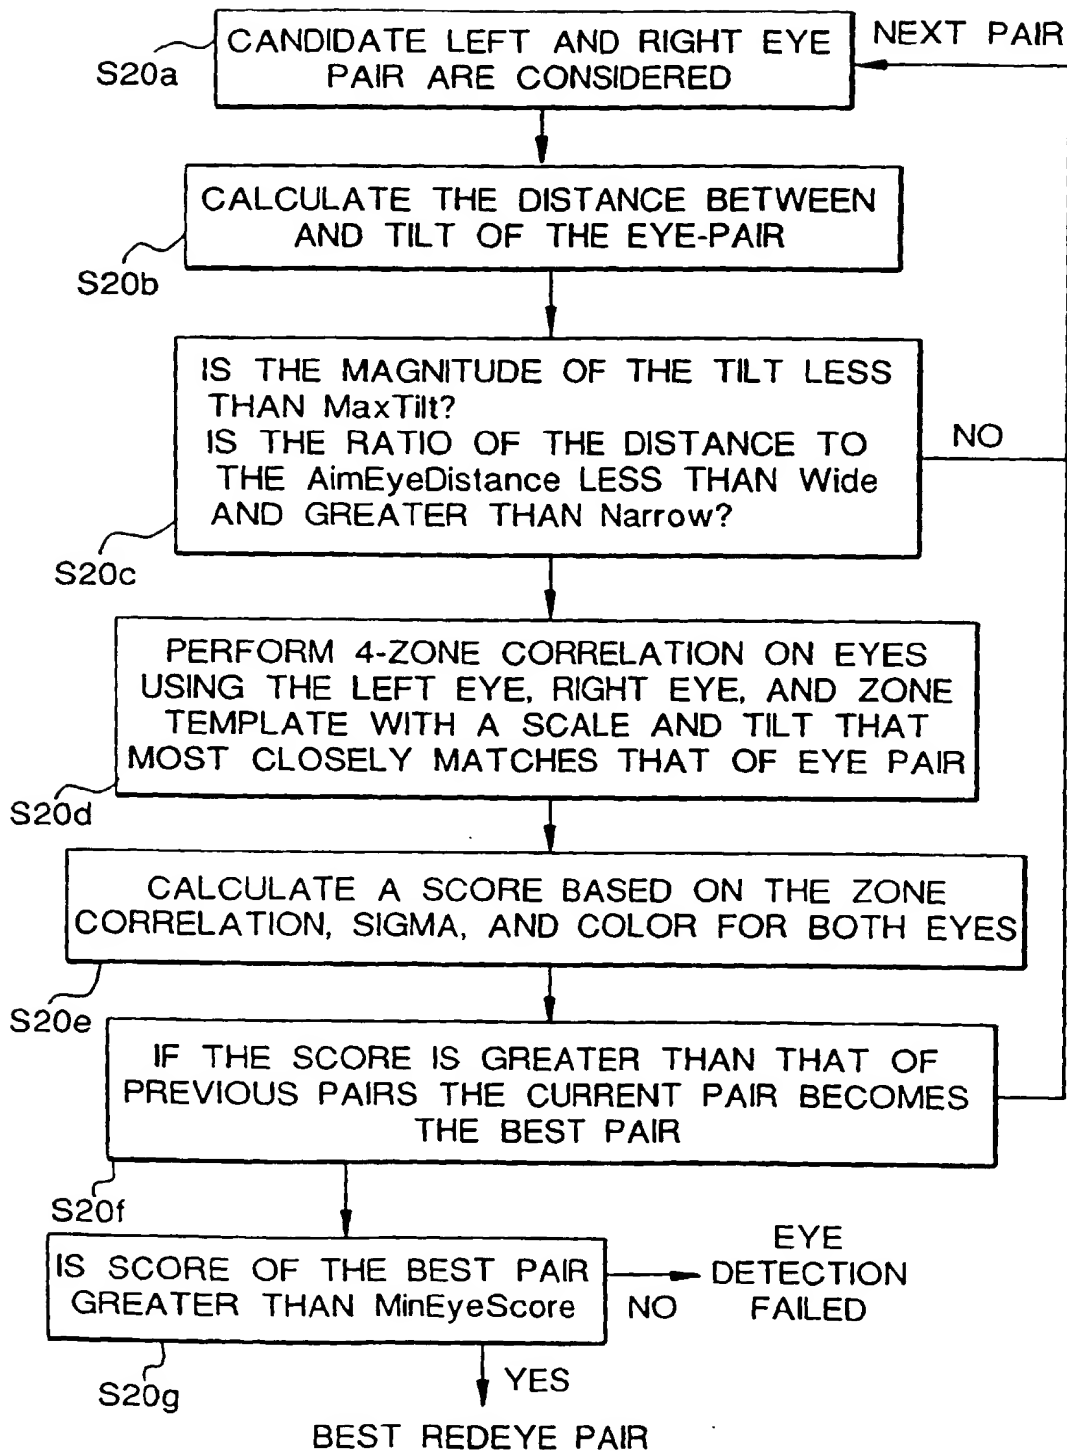 CANDIDATE LEFT AND RIGHT EYE
PAIR ARE CONSIDERED
NEXT PAIR
S20a
CALCULATE THE DISTANCE BETWEEN
AND TILT OF THE EYE-PAIR
S20b
IS THE MAGNITUDE OF THE TILT LESS
THAN MaxTilt?
IS THE RATIO OF THE DISTANCE TO
THE AimEyeDistance LESS THAN Wide
AND GREATER THAN Narrow?
NO
S20c
PERFORM 4-ZONE CORRELATION ON EYES
USING THE LEFT EYE, RIGHT EYE, AND ZONE
TEMPLATE WITH A SCALE AND TILT THAT
MOST CLOSELY MATCHES THAT OF EYE PAIR
S20d
CALCULATE A SCORE BASED ON THE ZONE
CORRELATION, SIGMA, AND COLOR FOR BOTH EYES
S20e
IF THE SCORE IS GREATER THAN THAT OF
PREVIOUS PAIRS THE CURRENT PAIR BECOMES
THE BEST PAIR
S20f
IS SCORE OF THE BEST PAIR
GREATER THAN MinEyeScore
NO
EYE
DETECTION
FAILED
S20g
YES
BEST REDEYE PAIR